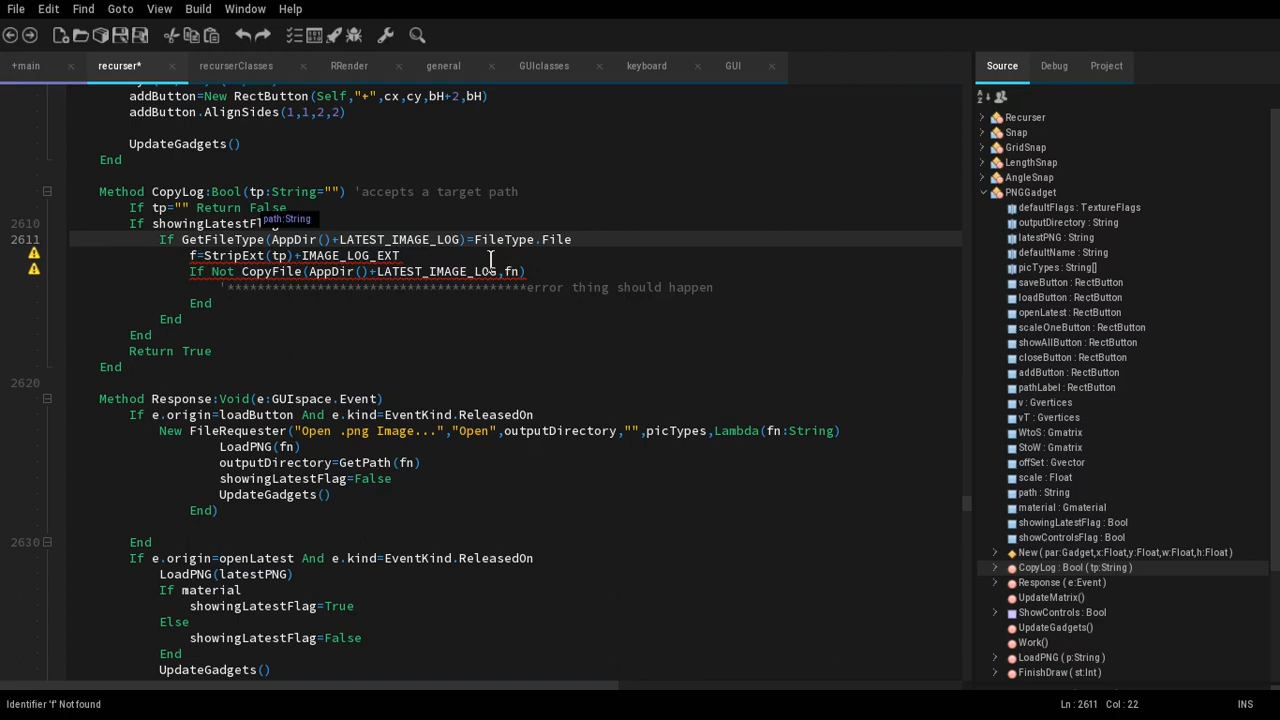 File Edit Find Goto View Build Window Help
+main recurser* recurserClasses RRender general GUIclasses keyboard GUI Source Debug Project
addButton=New RectButton(Self,"+",cx,cy,bH+2,bH)
addButton.AlignSides(1,1,2,2)
UpdateGadgets()
End
Method CopyLog:Bool(tp:String="") 'accepts a target path
If tp="" Return False
path:String
2610 If showingLatestFlag
2611 If GetFileType(AppDir()+LATEST_IMAGE_LOG)=FileType.File
f=StripExt(tp)+IMAGE_LOG_EXT
If Not CopyFile(AppDir()+LATEST_IMAGE_LOG,fn)
'****************************************error thing should happen
End
End
End
Return True
End
2620
Method Response:Void(e:GUIspace.Event)
If e.origin=loadButton And e.kind=EventKind.ReleasedOn
New FileRequester("Open .png Image...","Open",outputDirectory,"",picTypes,Lambda(fn:String)
LoadPNG(fn)
outputDirectory=GetPath(fn)
showingLatestFlag=False
UpdateGadgets()
End)
2630 End
If e.origin=openLatest And e.kind=EventKind.ReleasedOn
LoadPNG(latestPNG)
If material
showingLatestFlag=True
Else
showingLatestFlag=False
End
UpdateGadgets()
Recurser
Snap
GridSnap
LengthSnap
AngleSnap
PNGGadget
defaultFlags : TextureFlags
outputDirectory : String
latestPNG : String
defaultName : String
picTypes : String[]
saveButton : RectButton
loadButton : RectButton
openLatest : RectButton
scaleOneButton : RectButton
showAllButton : RectButton
closeButton : RectButton
addButton : RectButton
pathLabel : RectButton
v : Gvertices
vT : Gvertices
WtoS : Gmatrix
StoW : Gmatrix
offSet : Gvector
scale : Float
path : String
material : Gmaterial
showingLatestFlag : Bool
showControlsFlag : Bool
New ( par:Gadget,x:Float,y:Float,w:Float,h:Float )
CopyLog : Bool ( tp:String )
Response ( e:Event )
UpdateMatrix()
ShowControls : Bool
UpdateGadgets()
Work()
LoadPNG ( p:String )
FinishDraw ( st:Int )
Identifier 'f' Not found Ln : 2611 Col : 22 INS